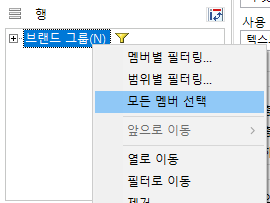 행
사용
텍스
브랜드 그룹(N)
멤버별 필터링...
범위별 필터링...
모든 멤버 선택
앞으로 이동
열로 이동
필터로 이동
제거